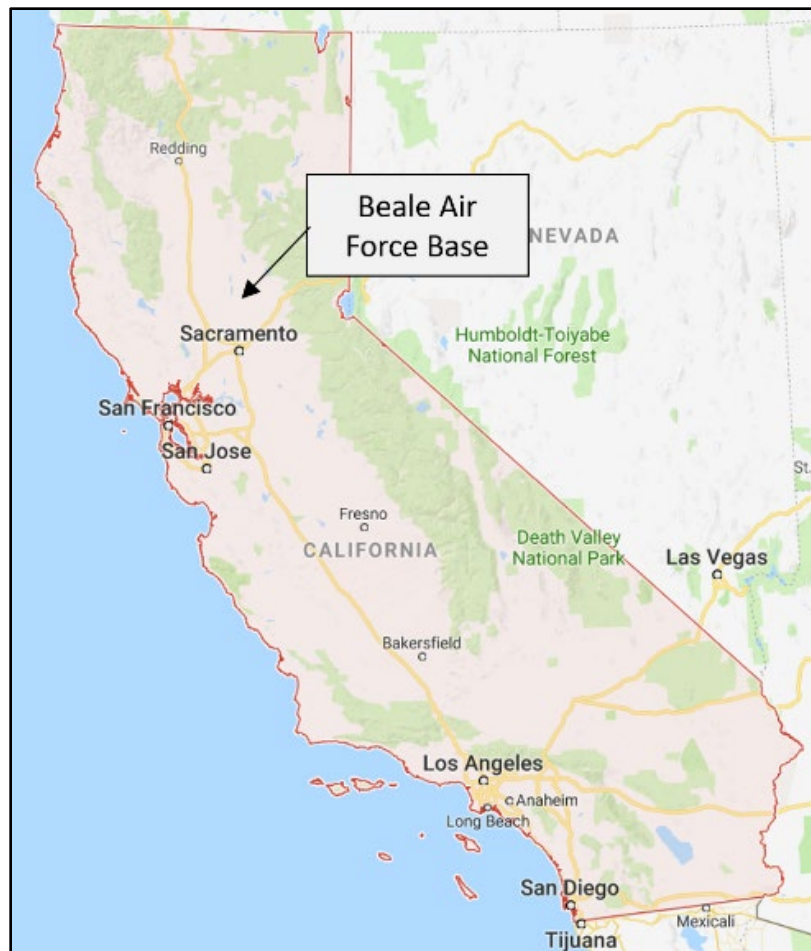 Redding
Beale Air
Force Base
NEVADA
Humboldt-Toiyabe
National Forest
Sacramento
San Francisco
San Jose
St.
Fresno
CALIFORNIA
Death Valley
National Park
Las Vegas
Bakersfield
Los Angeles
Anaheim
Long Beach
San Diego
Mexicali
Tijuana